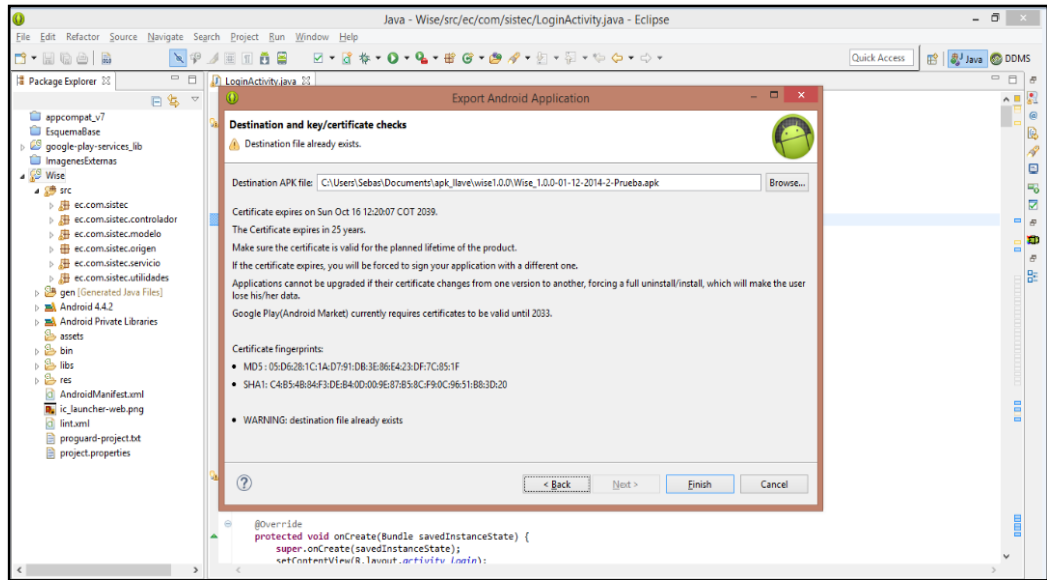 Java - Wise/src/ec/com/sistec/LoginActivity.java - Eclipse
File Edit Refactor Source Navigate Search Project Run Window Help
Quick Access
Java
DDMS
Package Explorer
LoginActivity.java
appcompat_v7
EsquemaBase
google-play-services_lib
ImagenesExternas
Wise
src
ec.com.sistec
ec.com.sistec.controlador
ec.com.sistec.modelo
ec.com.sistec.origen
ec.com.sistec.servicio
ec.com.sistec.utilidades
gen [Generated Java Files]
Android 4.4.2
Android Private Libraries
assets
bin
libs
res
AndroidManifest.xml
ic_launcher-web.png
lint.xml
proguard-project.txt
project.properties
Export Android Application
Destination and key/certificate checks
Destination file already exists.
Destination APK file: C:\Users\Sebas\Documents\apk_llave\wise1.0.0\Wise_1.0.0-01-12-2014-2-Prueba.apk Browse...
Certificate expires on Sun Oct 16 12:20:07 COT 2039.
The Certificate expires in 25 years.
Make sure the certificate is valid for the planned lifetime of the product.
If the certificate expires, you will be forced to sign your application with a different one.
Applications cannot be upgraded if their certificate changes from one version to another, forcing a full uninstall/install, which will make the user
lose his/her data.
Google Play(Android Market) currently requires certificates to be valid until 2033.
Certificate fingerprints:
• MD5 : 05:D6:28:1C:1A:D7:91:DB:3E:86:E4:23:DF:7C:85:1F
• SHA1: C4:B5:4B:84:F3:DE:B4:0D:00:9E:87:B5:8C:F9:0C:96:51:B8:3D:20
• WARNING: destination file already exists
< Back Next > Finish Cancel
@Override
protected void onCreate(Bundle savedInstanceState) {
super.onCreate(savedInstanceState);
setContentView(R.layout.activity_login);